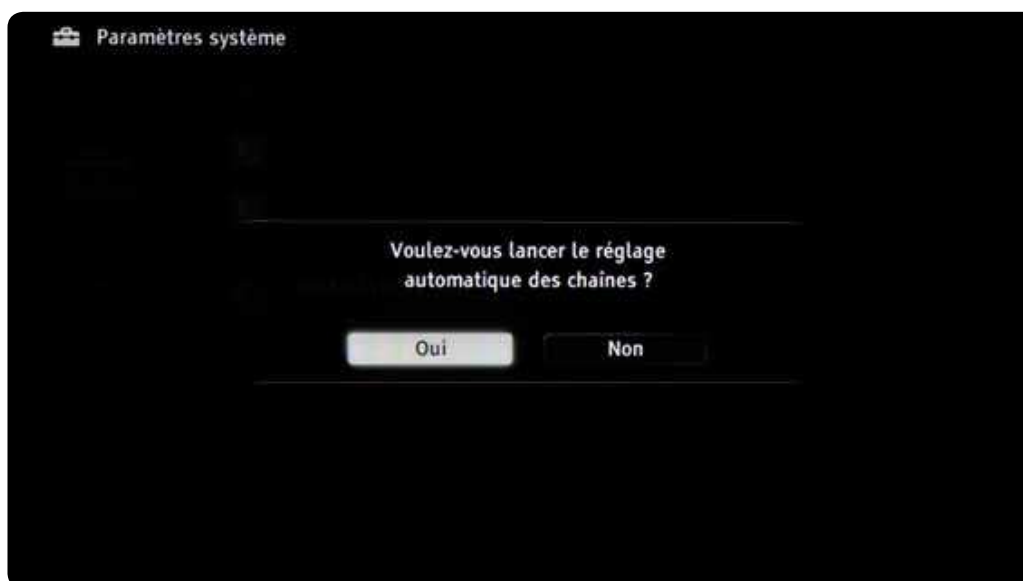 Paramètres système
Voulez-vous lancer le réglage
automatique des chaînes ?
Oui
Non